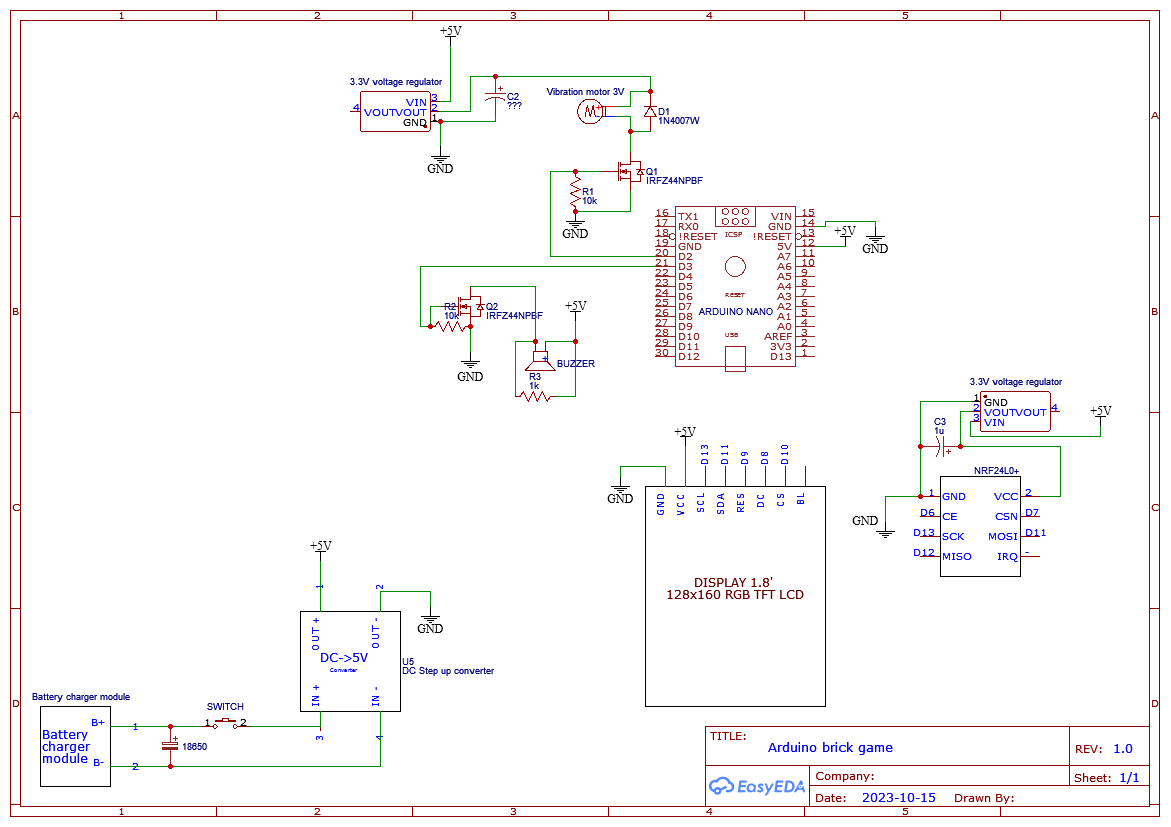 1 2 3 4 5
A
B
C
D
A
B
C
D
+5V
3.3V voltage regulator
4 VOUTVOUT 2
VIN 3
GND 1
GND
+
C2
???
Vibration motor 3V
M + -
D1
1N4007W
Q1
IRFZ44NPBF
R1
10k
GND
16 TX1
17 RX0
18 !RESET
19 GND
20 D2
21 D3
22 D4
23 D5
24 D6
25 D7
26 D8
27 D9
28 D10
29 D11
30 D12
ICSP
RESET
ARDUINO NANO
USB
VIN 15
GND 14
!RESET 13
5V 12
A7 11
A6 10
A5 9
A4 8
A3 7
A2 6
A1 5
A0 4
AREF 3
3V3 2
D13 1
+5V
GND
R2
10k
Q2
IRFZ44NPBF
GND
+5V
+
BUZZER
R3
1k
3.3V voltage regulator
1 GND
2 VOUTVOUT 4
3 VIN
+5V
C3
1u
+
NRF24L0+
1 GND
D6 CE
D13 SCK
D12 MISO
VCC 2
CSN D7
MOSI D11
IRQ -
GND
+5V
GND
D13 D11 D9 D8 D10
GND VCC SCL SDA RES DC CS BL
DISPLAY 1.8'
128x160 RGB TFT LCD
+5V
1 2
GND
OUT + OUT -
DC->5V
Converter
IN + IN -
3 4
U5
DC Step up converter
Battery charger module
Battery
charger
module
B+ 1
B- 2
+
18650
SWITCH
1 2
TITLE:
Arduino brick game
REV: 1.0
EasyEDA
Company:
Sheet: 1/1
Date: 2023-10-15 Drawn By:
1 2 3 4 5